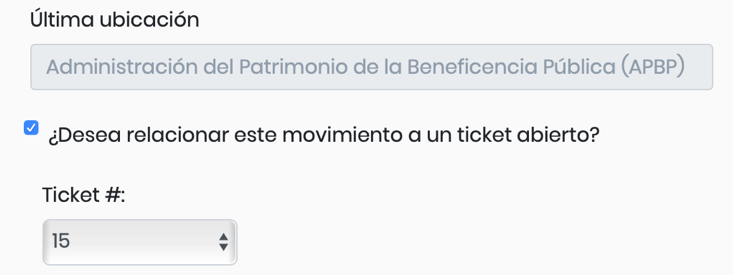 Última ubicación
Administración del Patrimonio de la Beneficencia Pública (APBP)
¿Desea relacionar este movimiento a un ticket abierto?
Ticket #:
15